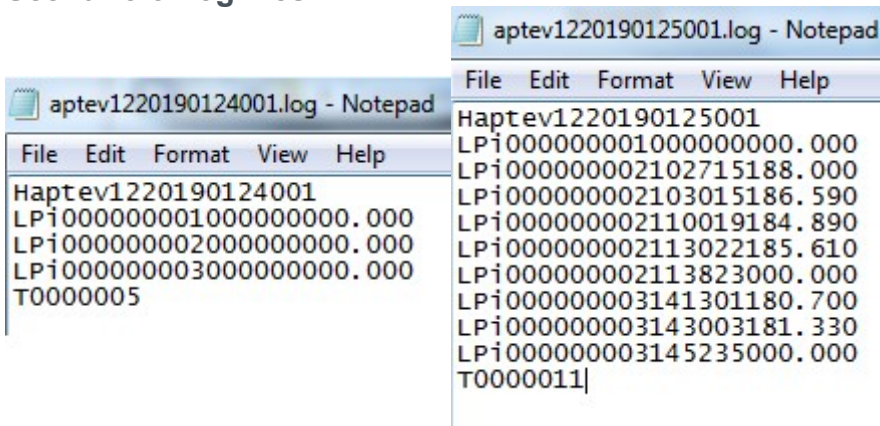 aptev1220190124001.log - Notepad
File Edit Format View Help
Haptev1220190124001
LPi000000001000000000.000
LPi000000002000000000.000
LPi000000003000000000.000
T0000005
aptev1220190125001.log - Notepad
File Edit Format View Help
Haptev1220190125001
LPi000000001000000000.000
LPi000000002102715188.000
LPi000000002103015186.590
LPi000000002110019184.890
LPi000000002113022185.610
LPi000000002113823000.000
LPi000000003141301180.700
LPi000000003143003181.330
LPi000000003145235000.000
T0000011